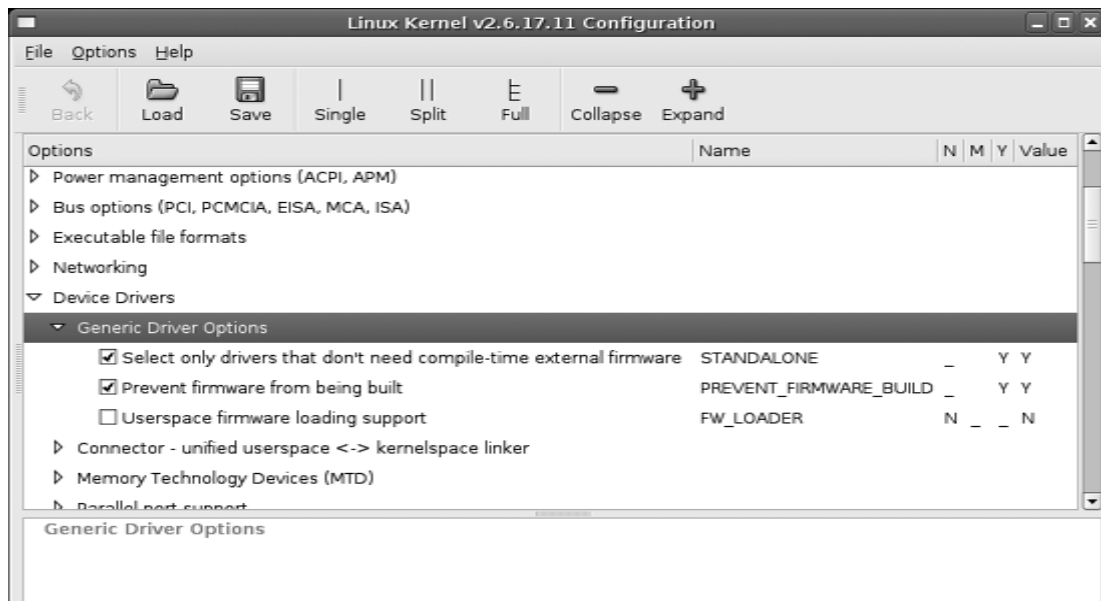 Linux Kernel v2.6.17.11 Configuration
File Options Help
Back Load Save Single Split Full Collapse Expand
Options Name N M Y Value
Power management options (ACPI, APM)
Bus options (PCI, PCMCIA, EISA, MCA, ISA)
Executable file formats
Networking
Device Drivers
Generic Driver Options
Select only drivers that don't need compile-time external firmware STANDALONE _ Y Y
Prevent firmware from being built PREVENT_FIRMWARE_BUILD _ Y Y
Userspace firmware loading support FW_LOADER N _ _ N
Connector - unified userspace <-> kernelspace linker
Memory Technology Devices (MTD)
Parallel port support
Generic Driver Options